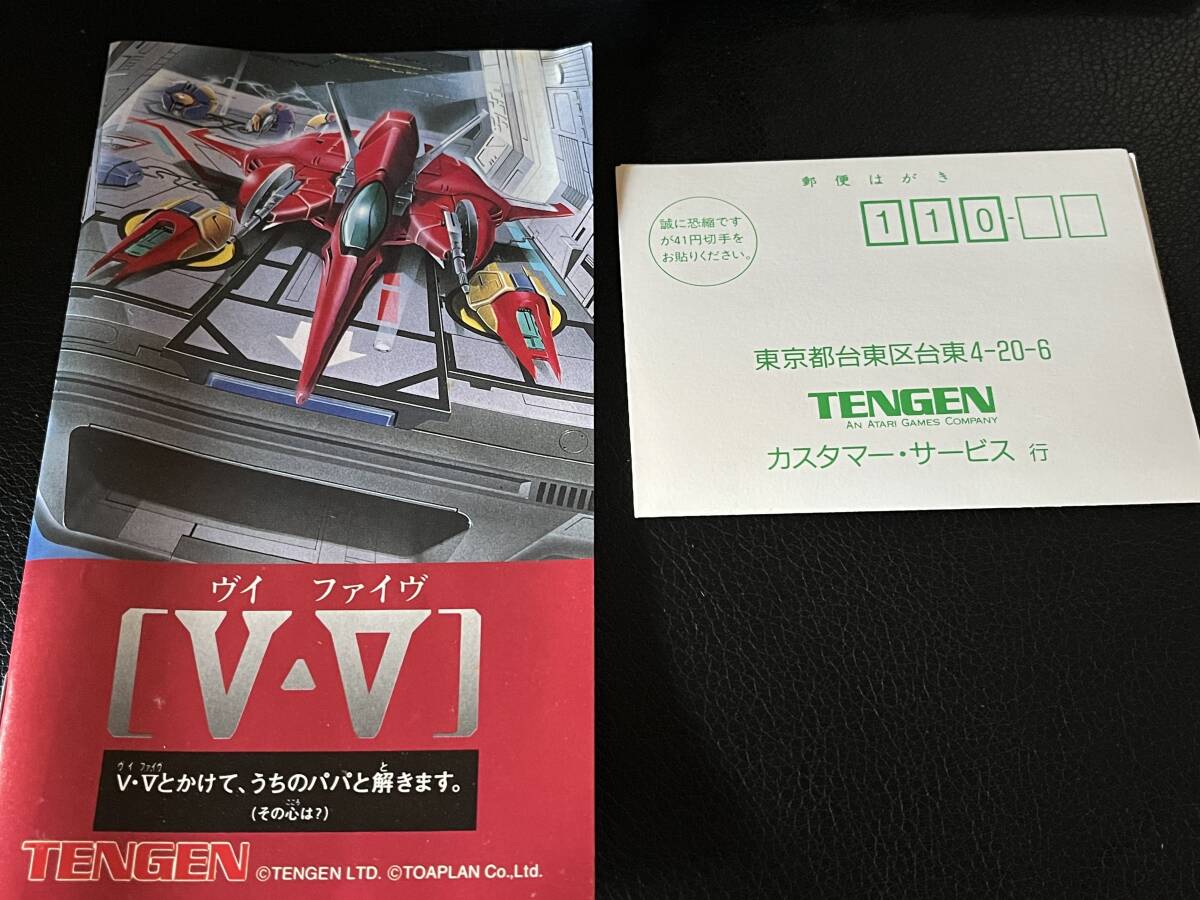 ヴイ ファイヴ
[V・▽]
ヴイ ファイヴ
V・▽とかけて、うちのパパと解きます。
と
(その心は?)
こころ
TENGEN ©TENGEN LTD. ©TOAPLAN Co.,Ltd.
郵便はがき
誠に恐縮です
が41円切手を
お貼りください。
110-
東京都台東区台東4-20-6
TENGEN
AN ATARI GAMES COMPANY
カスタマー・サービス 行